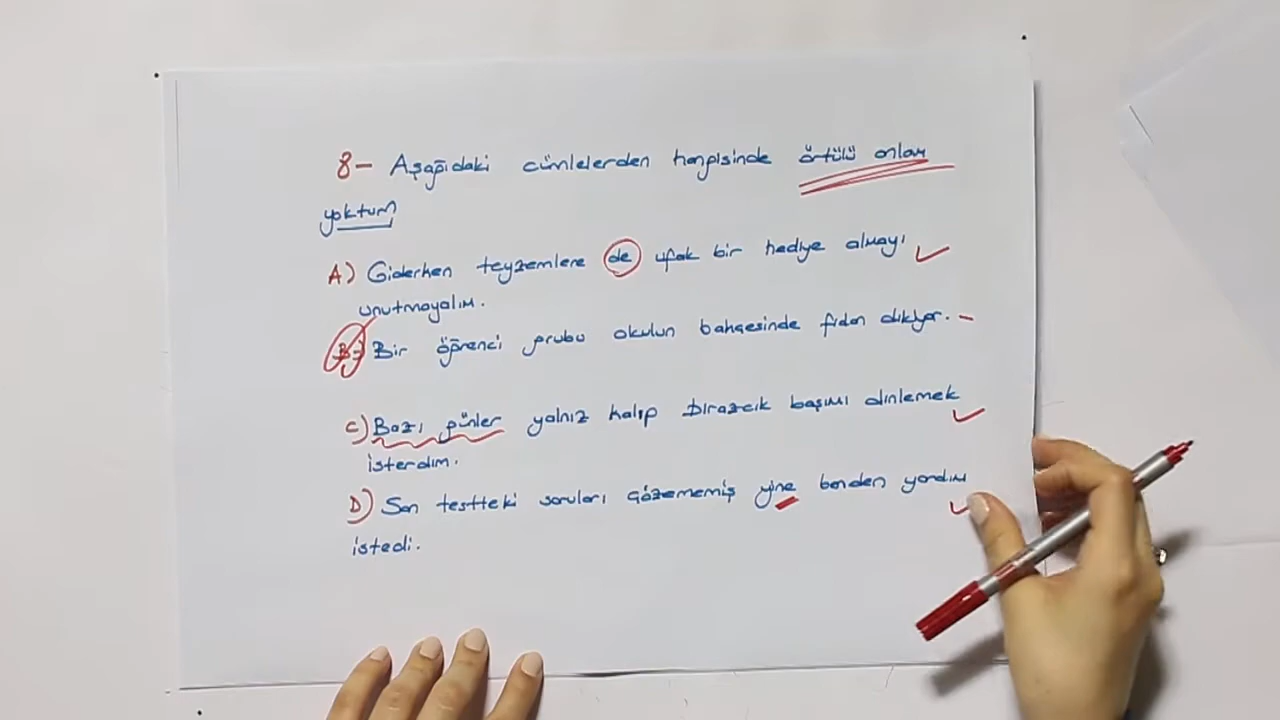 8- Aşağıdaki cümlelerden hangisinde örtülü anlam
yoktur?
A) Giderken teyzemlere de ufak bir hediye almayı
unutmayalım.
B) Bir öğrenci grubu okulun bahçesinde fidan dikiyor.
C) Bazı günler yalnız kalıp birazcık başımı dinlemek
isterdim.
D) Son testteki soruları çözememiş yine benden yardım
istedi.